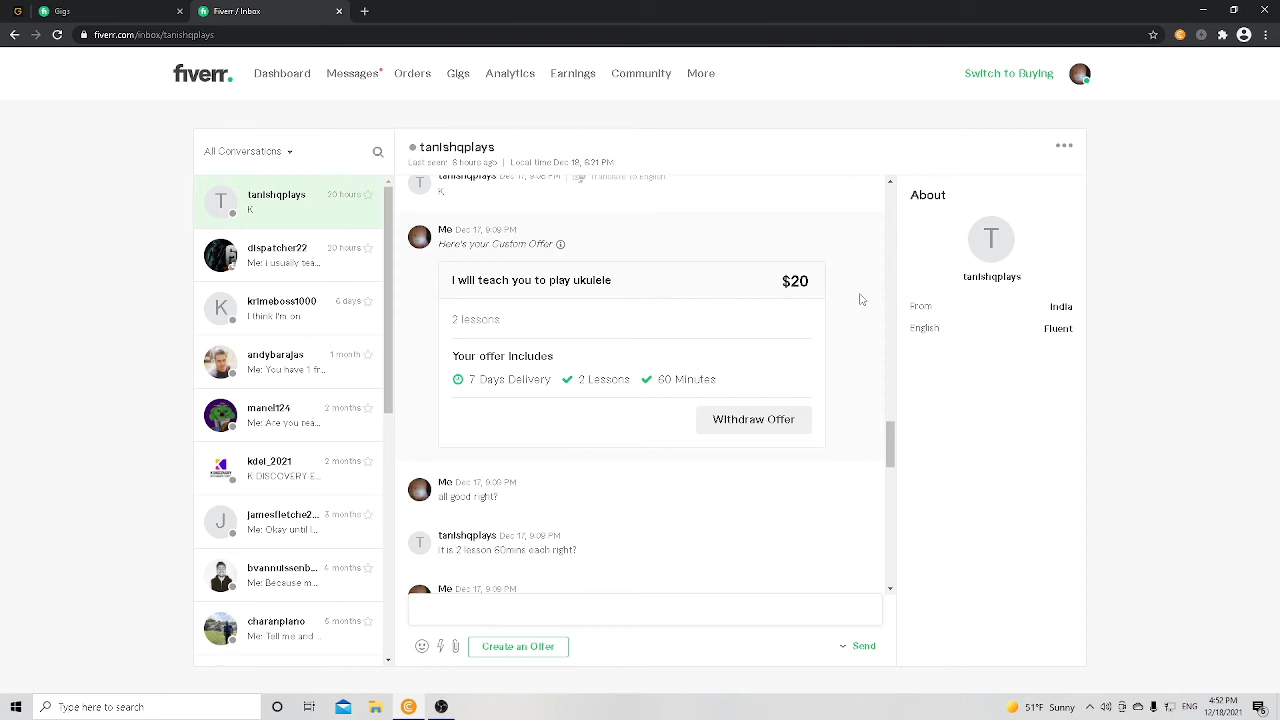 Gigs
Fiverr / Inbox
fiverr.com/inbox/tanishqplays
fiverr.
Dashboard
Messages
Orders
Gigs
Analytics
Earnings
Community
More
Switch to Buying
All Conversations
tanishqplays
20 hours
K
dispatcher22
20 hours
Me: I usually tea...
krimeboss1000
6 days
I think I'm on
andybarajas
1 month
Me: You have 1 fr...
manel124
2 months
Me: Are you rea...
kdel_2021
2 months
K DISCOVERY E...
jamesfletche2...
3 months
Me: Okay until I...
bvannuissenb...
4 months
Me: Because m...
charanplano
5 months
Me: Tell me and ...
tanishqplays
Last seen: 6 hours ago | Local time Dec 18, 6:21 PM
tanishqplays Dec 17, 9:08 PM | Translate to English
K
Me Dec 17, 9:09 PM
Here's your Custom Offer
I will teach you to play ukulele
$20
2 lessons
Your offer includes
7 Days Delivery
2 Lessons
60 Minutes
Withdraw Offer
Me Dec 17, 9:09 PM
all good right?
tanishqplays Dec 17, 9:09 PM
It is 2 lesson 60mins each right?
Me Dec 17, 9:09 PM
Create an Offer
Send
About
T
tanishqplays
From
India
English
Fluent
Type here to search
51°F Sunny
ENG
4:52 PM
12/18/2021